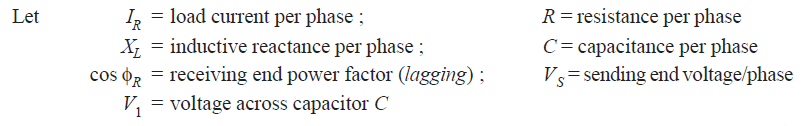 Let I_R = load current per phase ; R = resistance per phase
X_L = inductive reactance per phase ; C = capacitance per phase
cos ϕ_R = receiving end power factor (lagging) ; V_S = sending end voltage/phase
V_1 = voltage across capacitor C